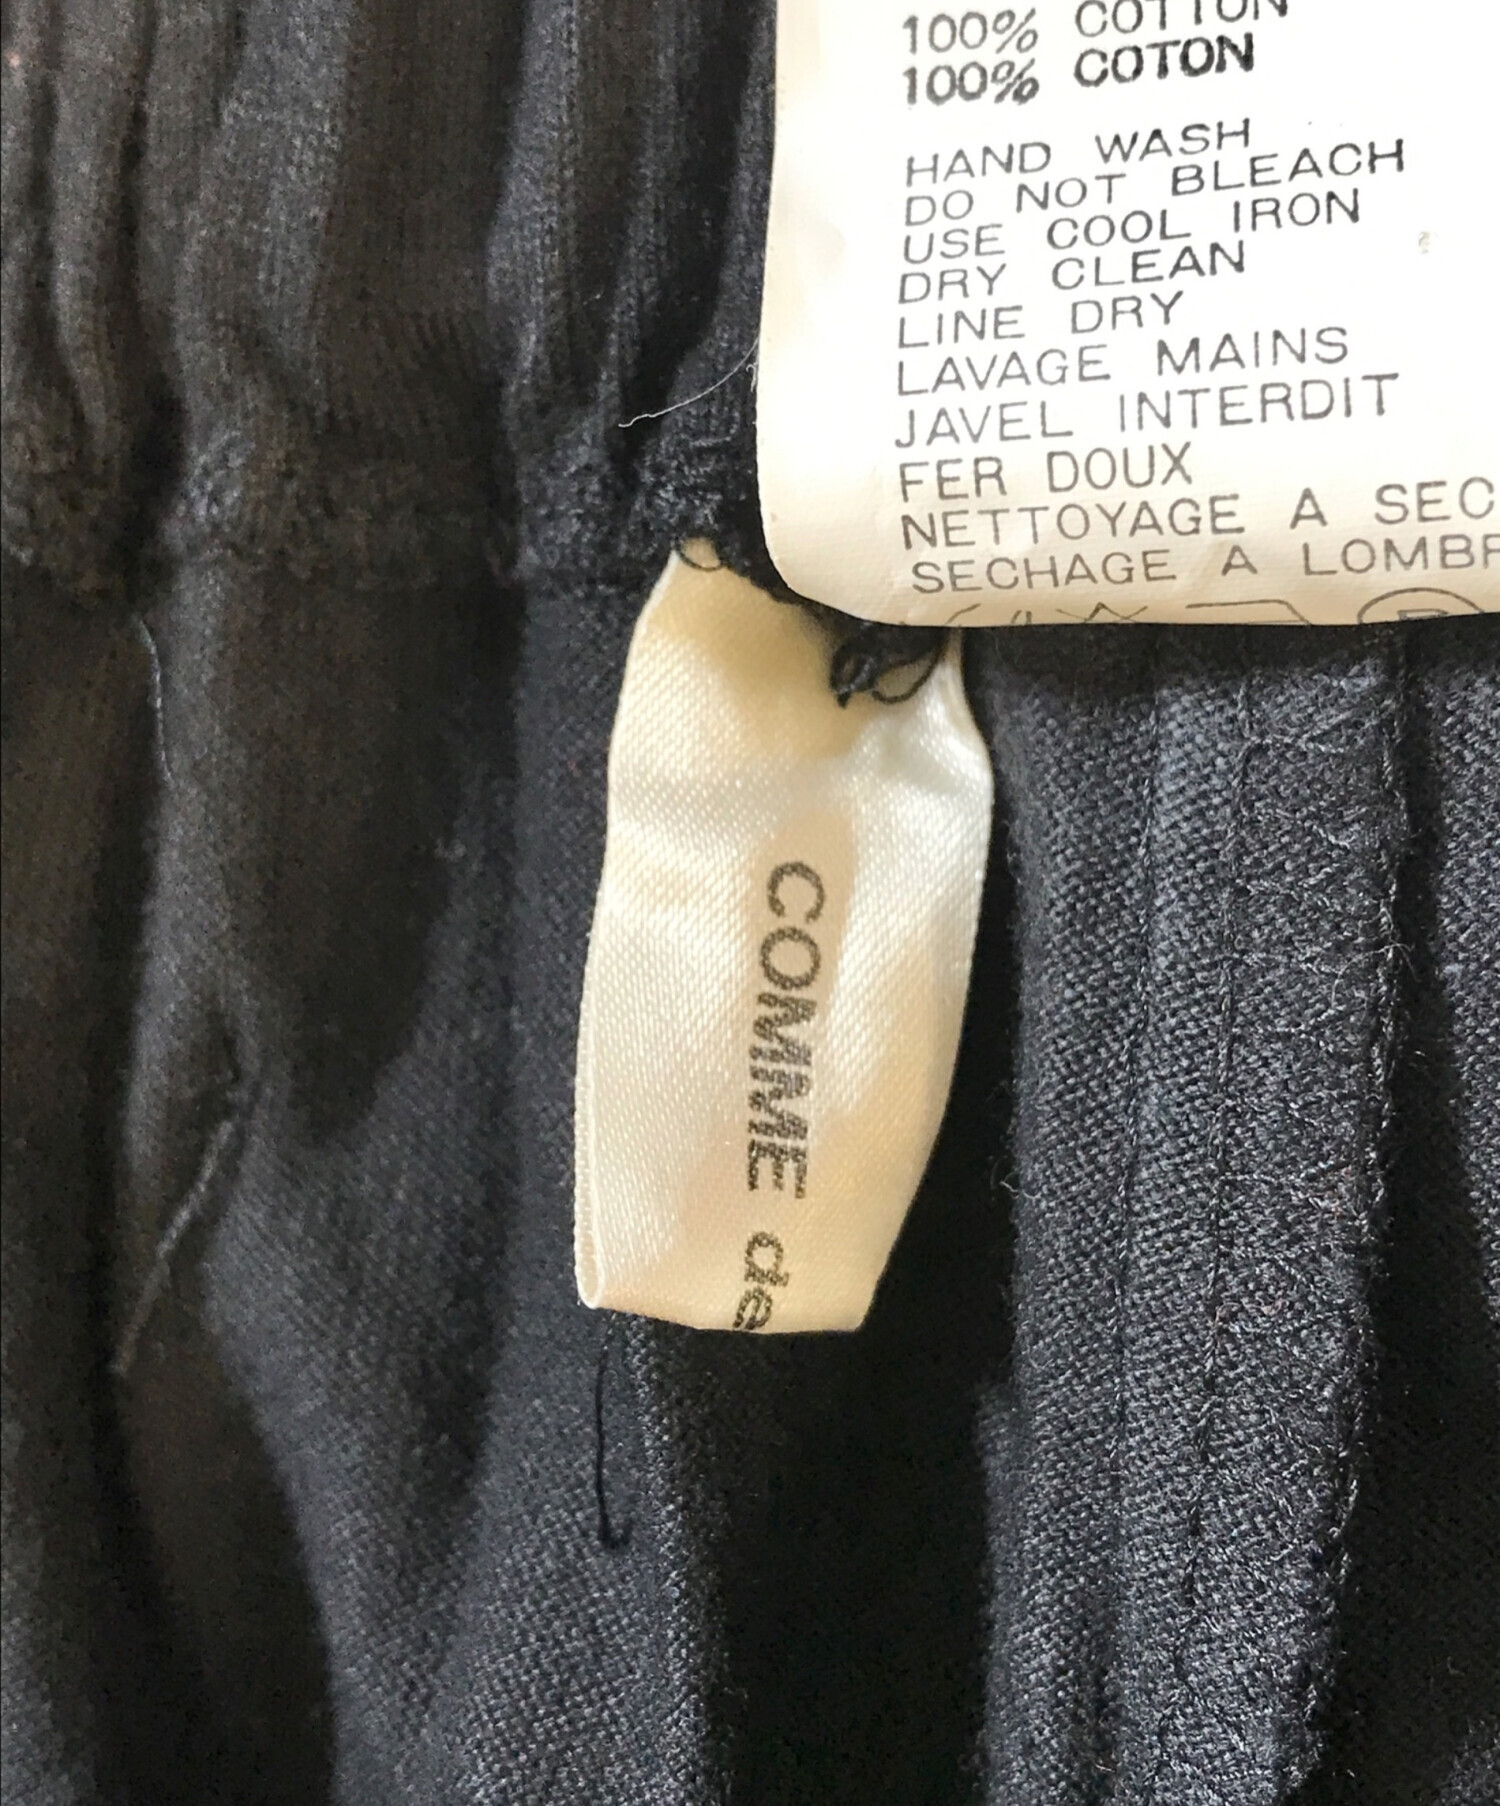 100% COTTON
100% COTON
HAND WASH
DO NOT BLEACH
USE COOL IRON
DRY CLEAN
LINE DRY
LAVAGE MAINS
JAVEL INTERDIT
FER DOUX
NETTOYAGE A SEC
SECHAGE A LOMBR
COMME de